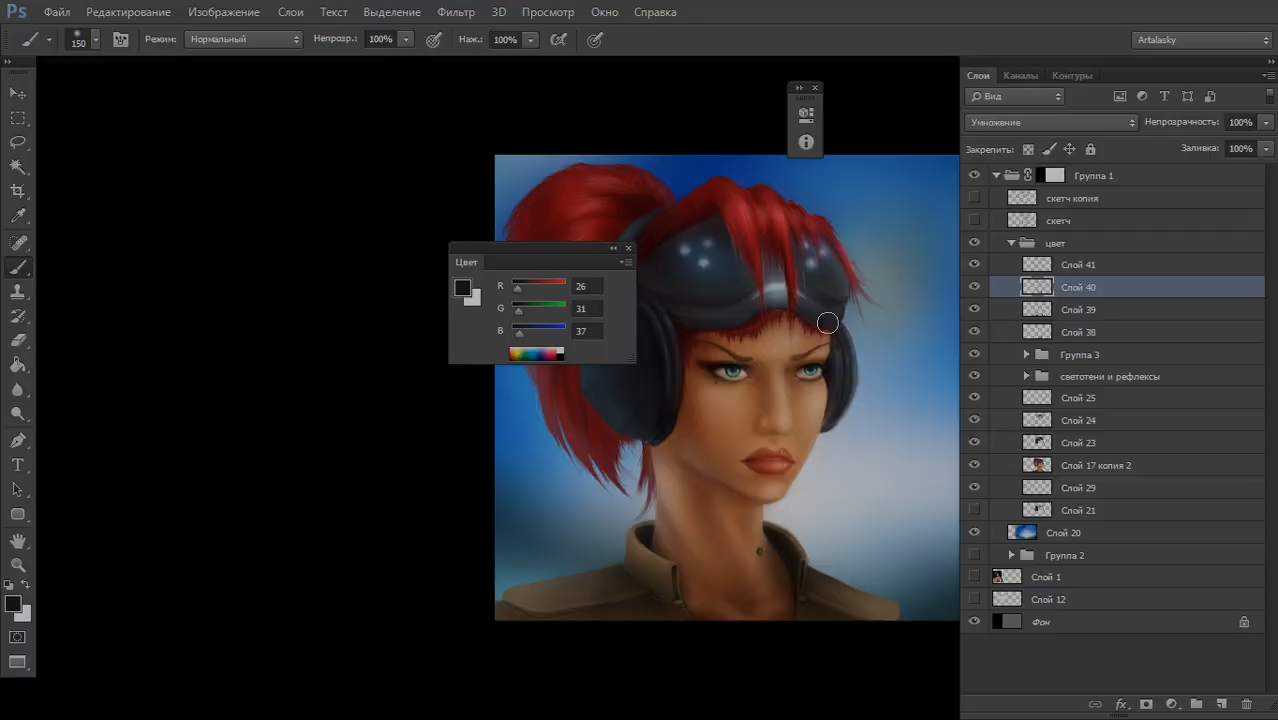 Ps Файл Редактирование Изображение Слои Текст Выделение Фильтр 3D Просмотр Окно Справка
150 Режим: Нормальный Непрозр.: 100% Наж.: 100% Artalasky
Слои Каналы Контуры
Вид
Умножение Непрозрачность: 100%
Закрепить: Заливка: 100%
Группа 1
скетч копия
скетч
цвет
Слой 41
Слой 40
Слой 39
Слой 38
Группа 3
светотени и рефлексы
Слой 25
Слой 24
Слой 23
Слой 17 копия 2
Слой 29
Слой 21
Слой 20
Группа 2
Слой 1
Слой 12
Фон
Цвет
R 26
G 31
B 37
T
fx